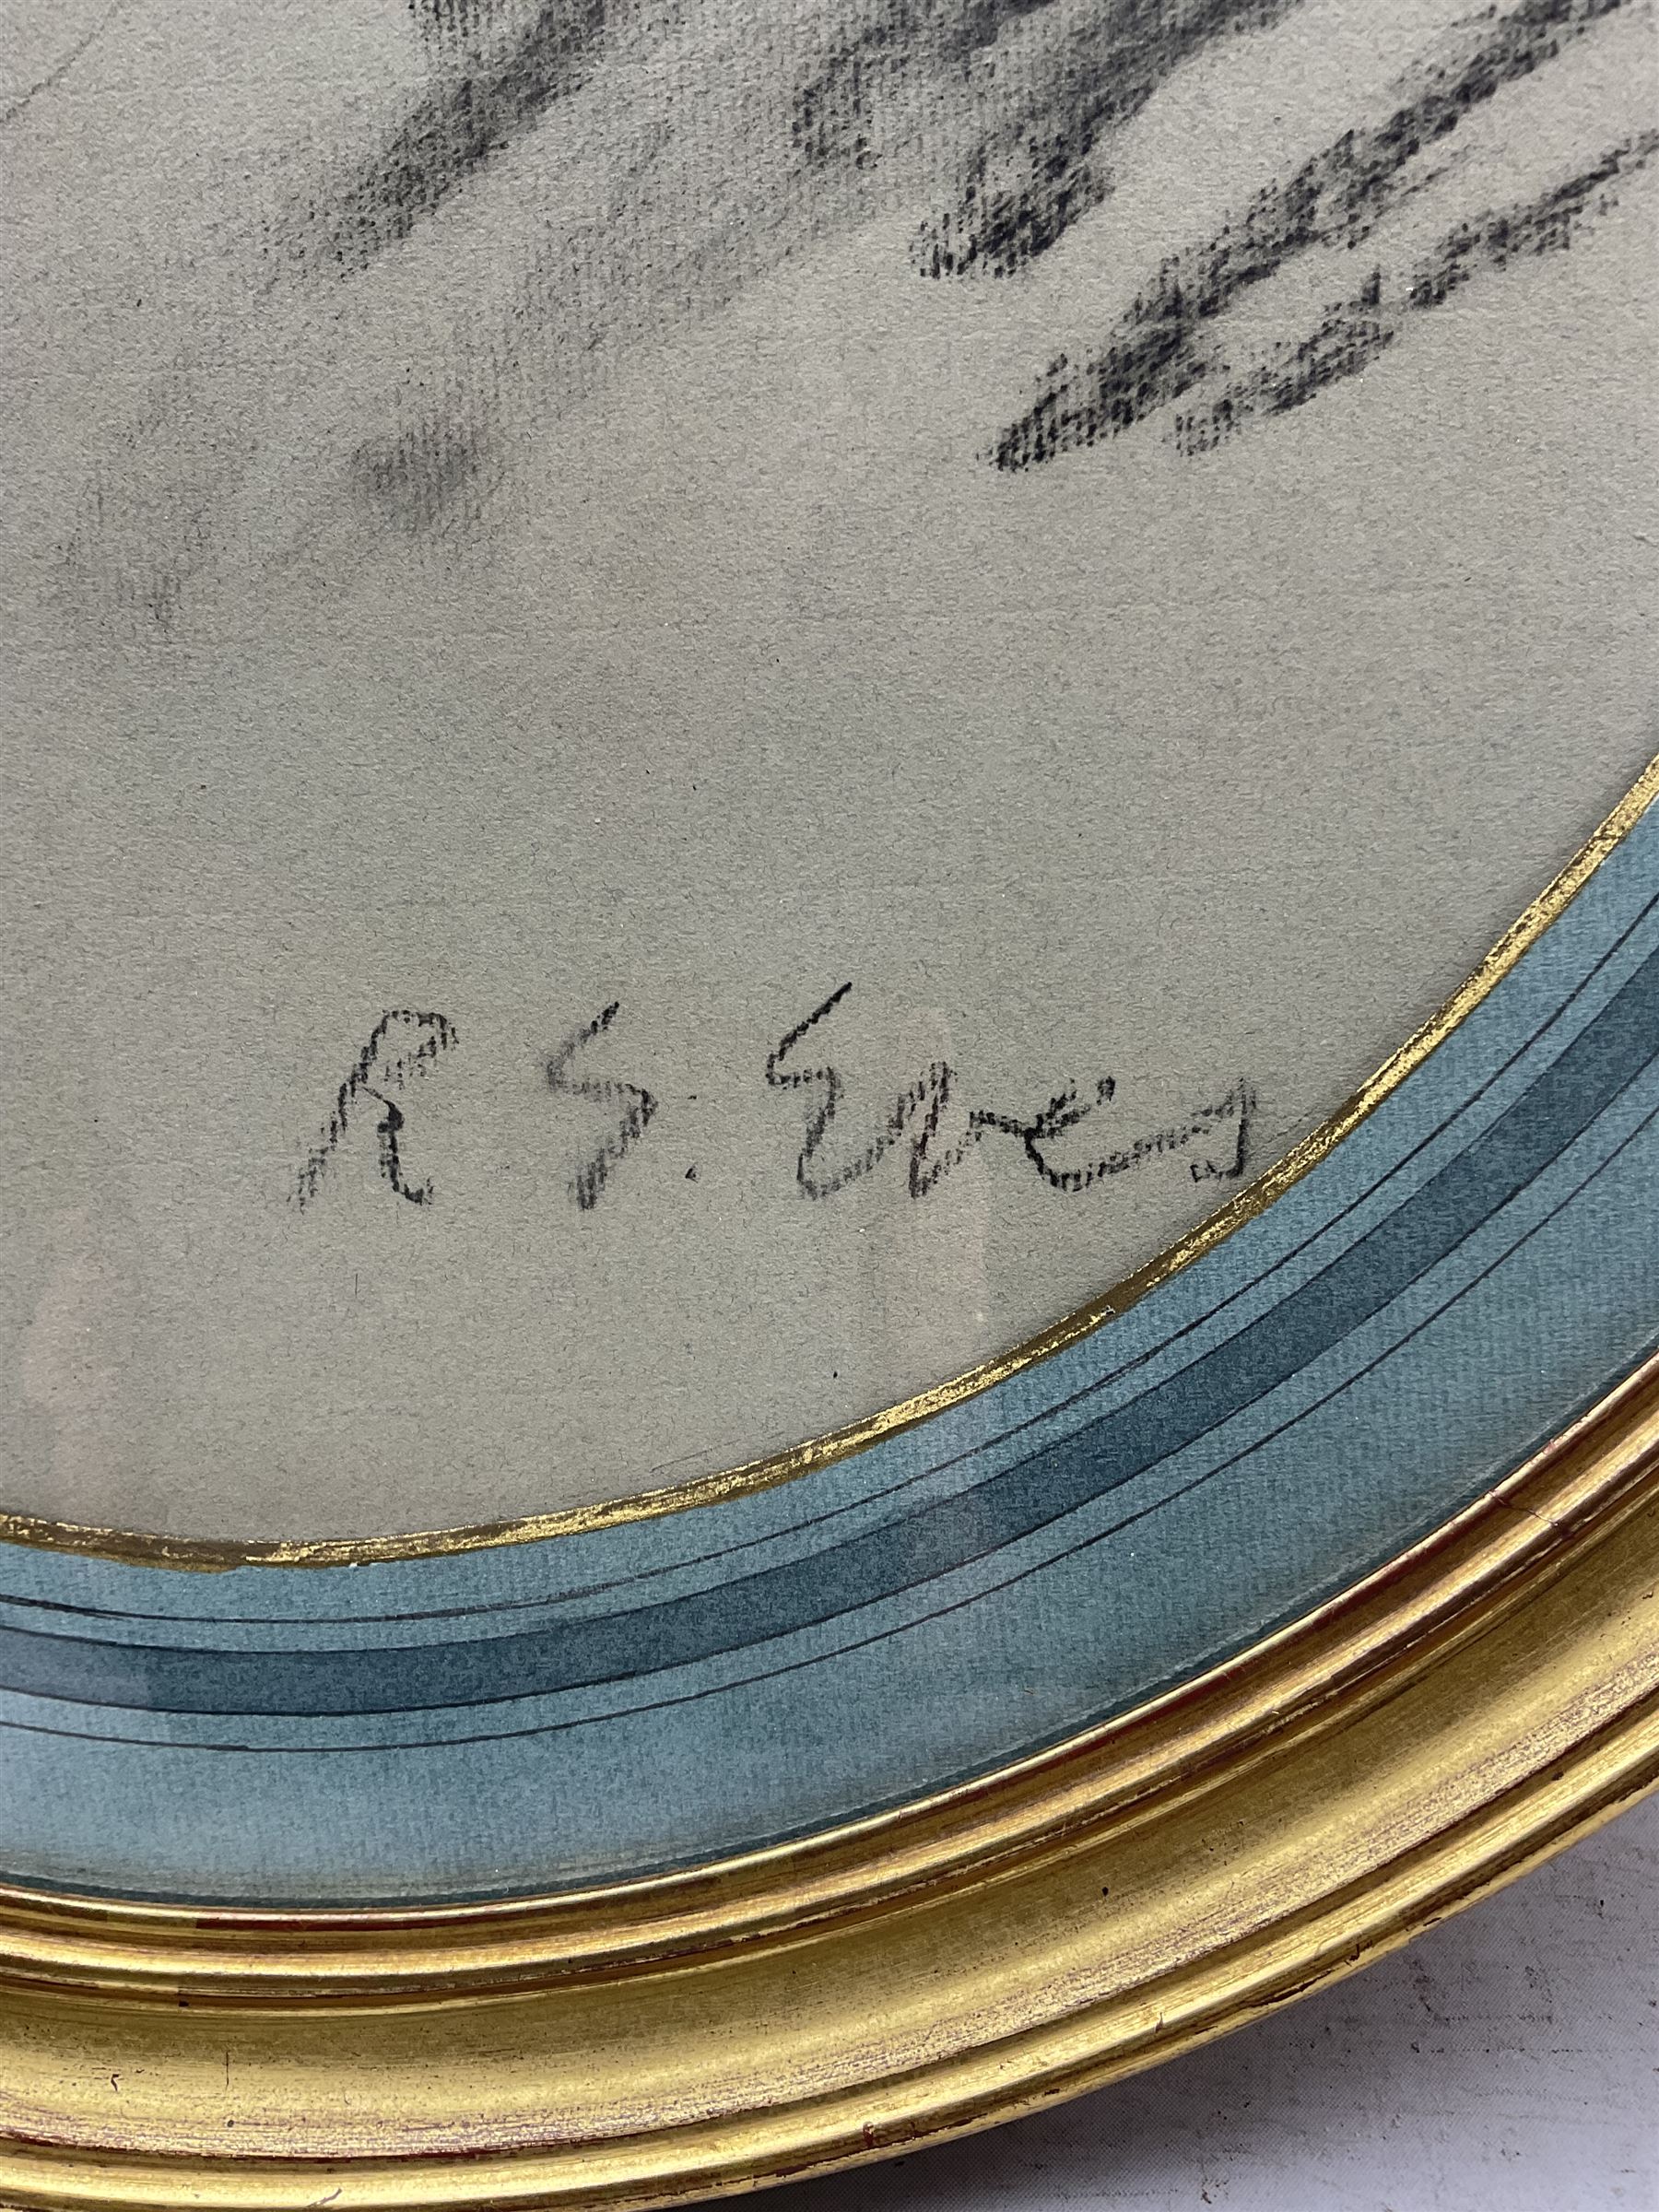 R S. Eves